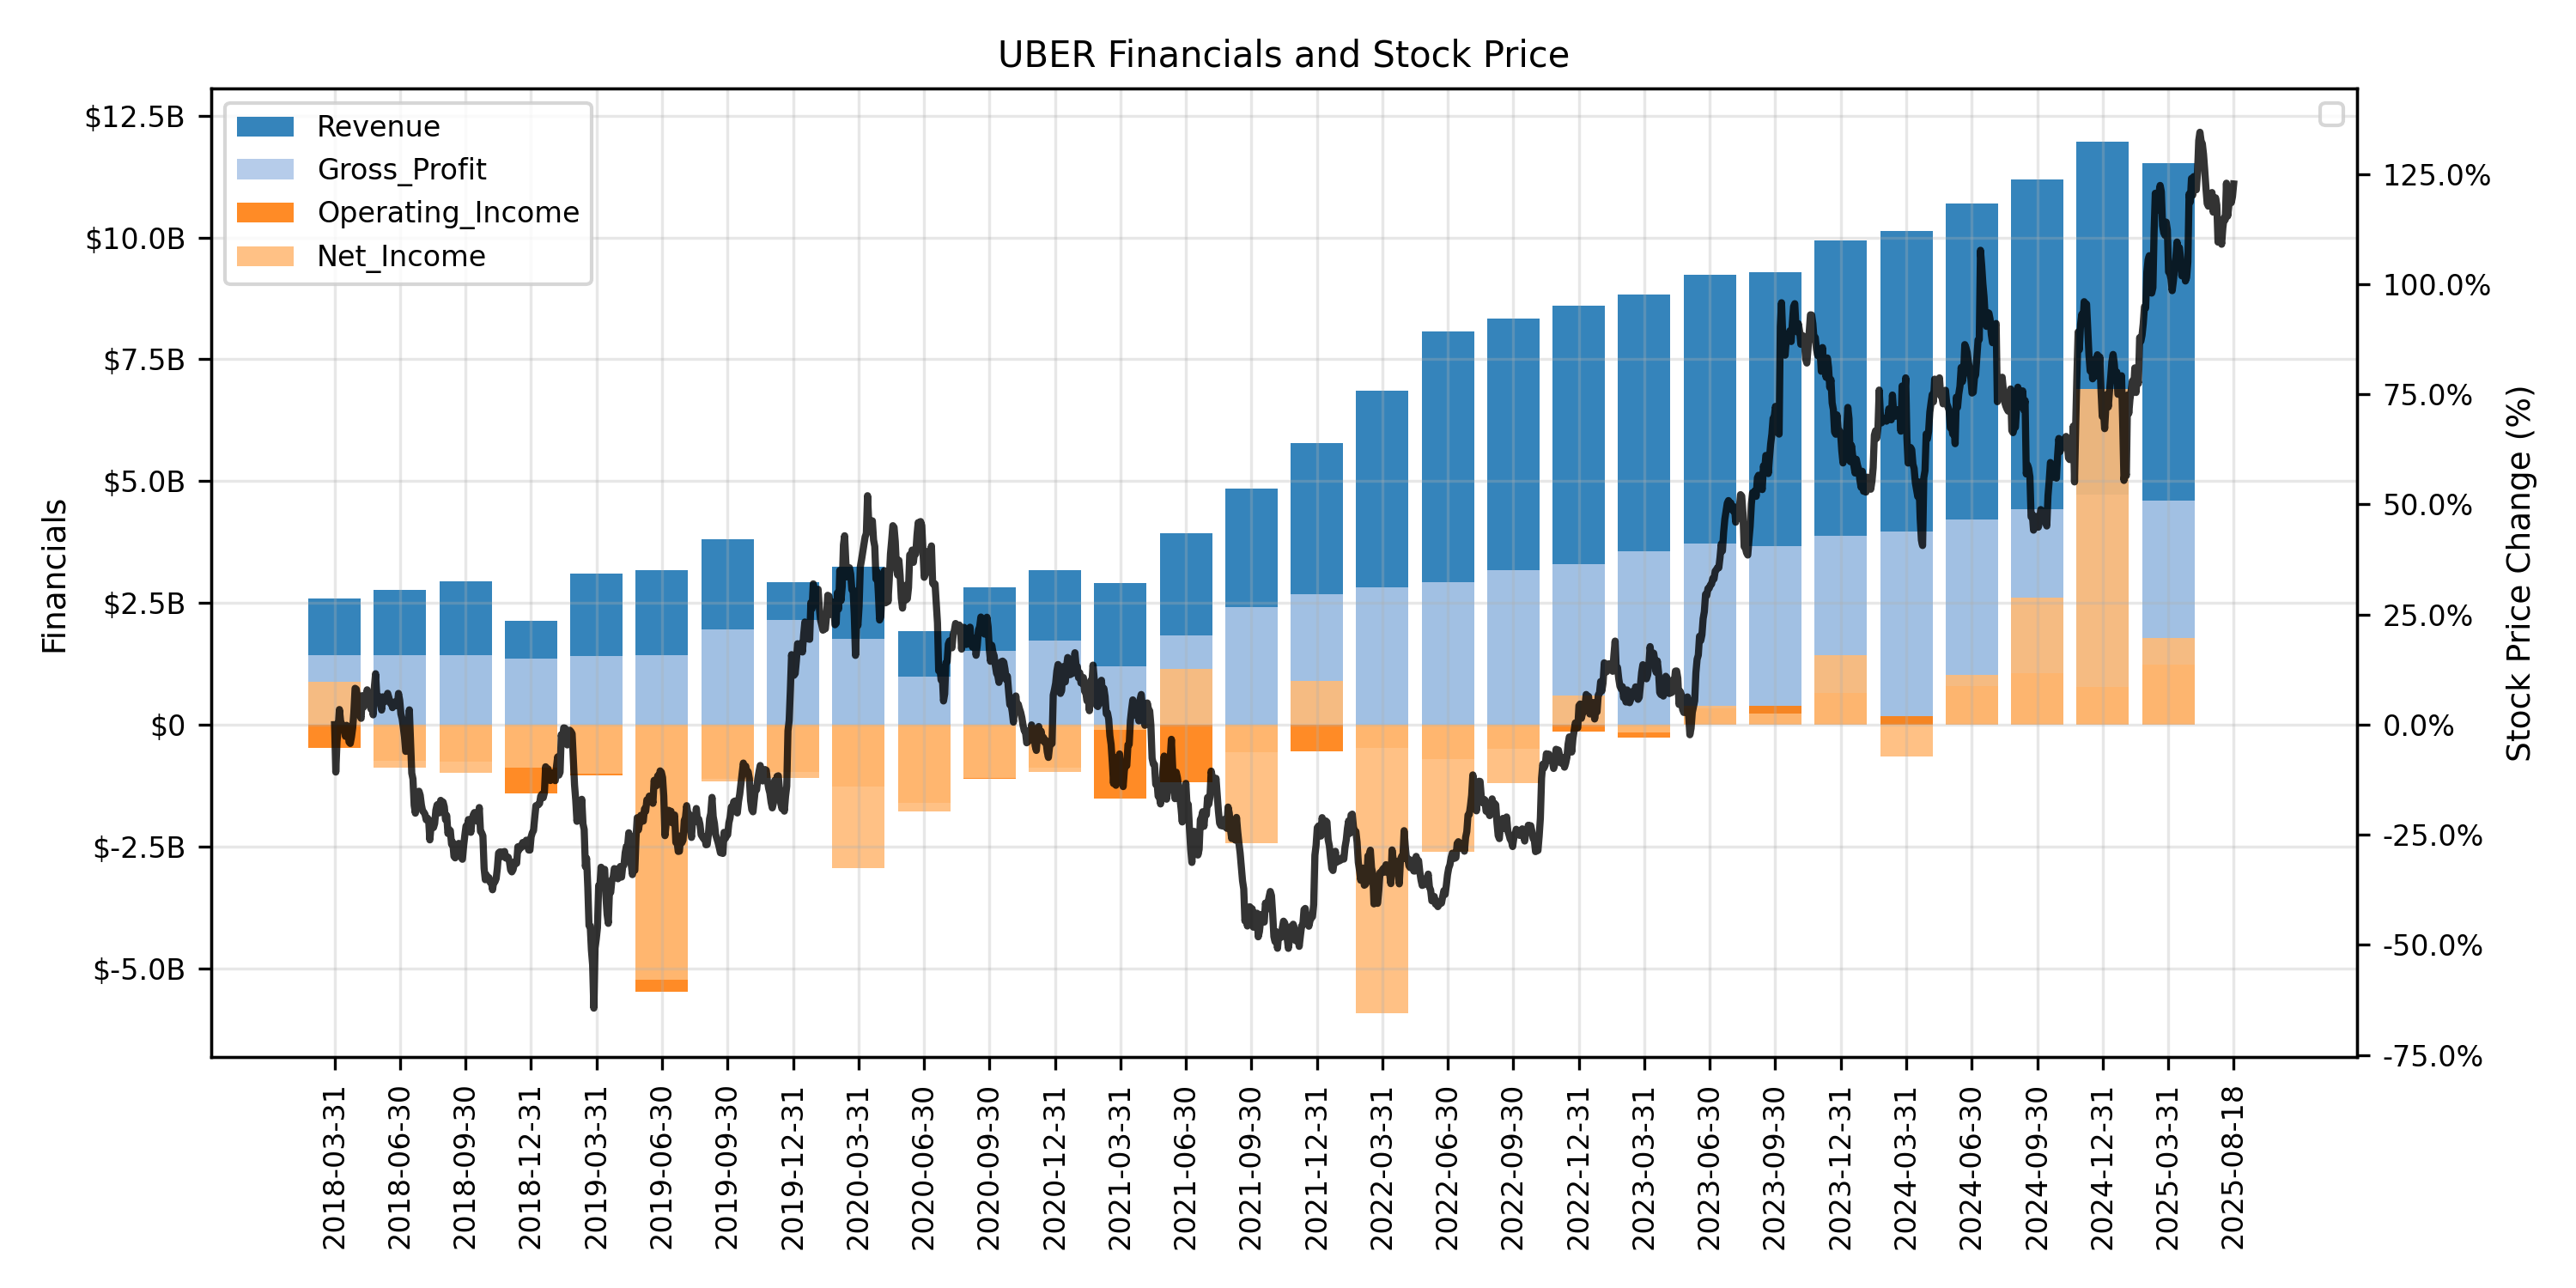 UBER Financials and Stock Price
Revenue
Gross_Profit
Operating_Income
Net_Income
Financials
$12.5B
$10.0B
$7.5B
$5.0B
$2.5B
$0
$-2.5B
$-5.0B
Stock Price Change (%)
125.0%
100.0%
75.0%
50.0%
25.0%
0.0%
-25.0%
-50.0%
-75.0%
2018-03-31
2018-06-30
2018-09-30
2018-12-31
2019-03-31
2019-06-30
2019-09-30
2019-12-31
2020-03-31
2020-06-30
2020-09-30
2020-12-31
2021-03-31
2021-06-30
2021-09-30
2021-12-31
2022-03-31
2022-06-30
2022-09-30
2022-12-31
2023-03-31
2023-06-30
2023-09-30
2023-12-31
2024-03-31
2024-06-30
2024-09-30
2024-12-31
2025-03-31
2025-08-18